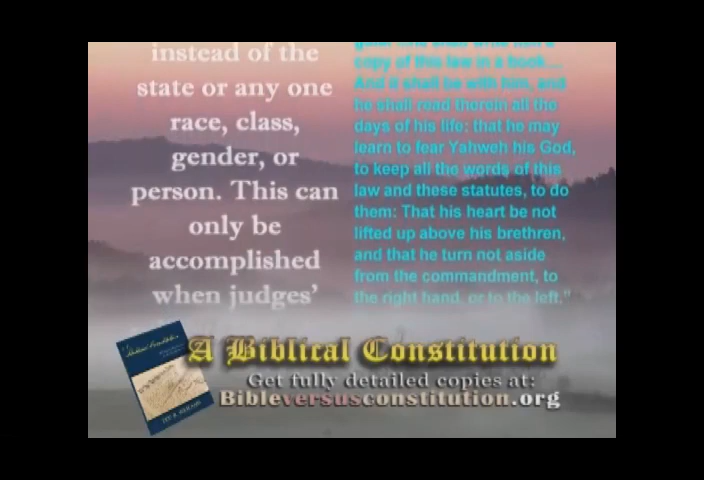 instead of the
state or any one
race, class,
gender, or
person. This can
only be
accomplished
when judges'
copy of this law in a book...
And it shall be with him, and
he shall read therein all the
days of his life: that he may
learn to fear Yahweh his God,
to keep all the words of this
law and these statutes, to do
them: That his heart be not
lifted up above his brethren,
and that he turn not aside
from the commandment, to
the right hand, or to the left."
A Biblical Constitution
Get fully detailed copies at:
Bibleversusconstitution.org